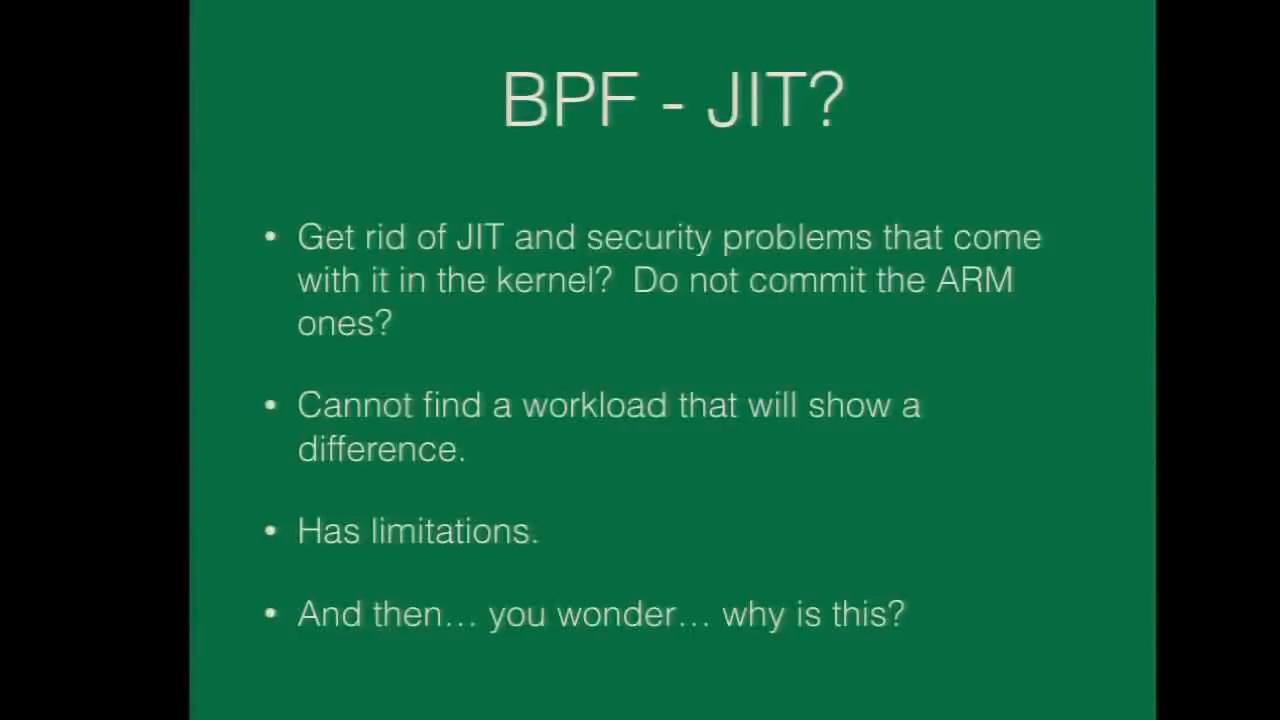 BPF - JIT?
• Get rid of JIT and security problems that come
with it in the kernel?  Do not commit the ARM
ones?
• Cannot find a workload that will show a
difference.
• Has limitations.
• And then… you wonder… why is this?